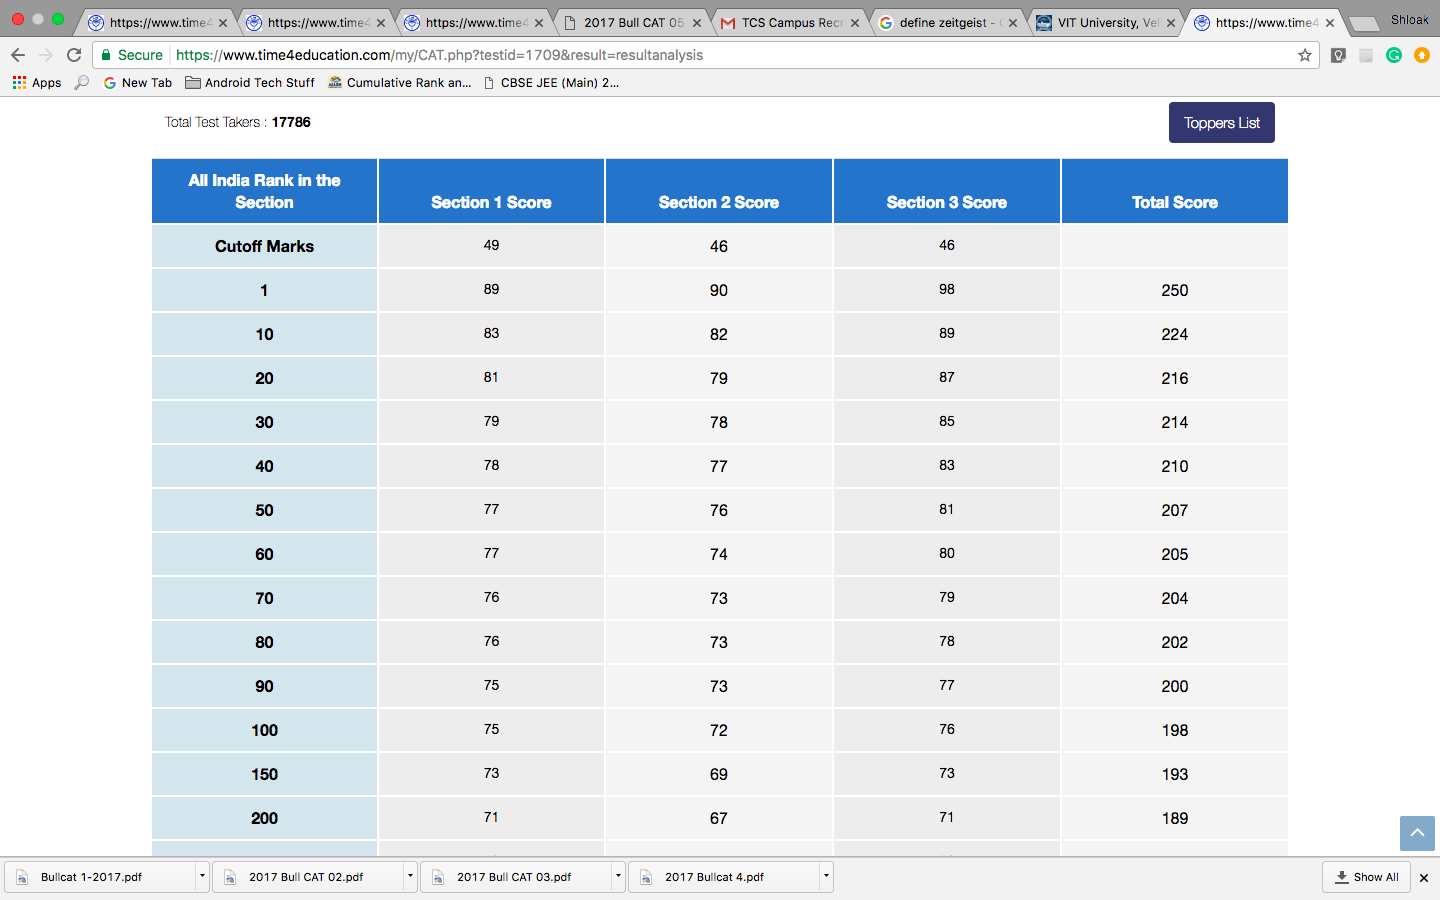 https://www.time4 https://www.time4 https://www.time4 2017 Bull CAT 05 TCS Campus Recr define zeitgeist - VIT University, Vel https://www.time4 Shloak
Secure https://www.time4education.com/my/CAT.php?testid=1709&result=resultanalysis
Apps New Tab Android Tech Stuff Cumulative Rank an... CBSE JEE (Main) 2...
Total Test Takers : 17786 Toppers List
All India Rank in the
Section Section 1 Score Section 2 Score Section 3 Score Total Score
Cutoff Marks 49 46 46
1 89 90 98 250
10 83 82 89 224
20 81 79 87 216
30 79 78 85 214
40 78 77 83 210
50 77 76 81 207
60 77 74 80 205
70 76 73 79 204
80 76 73 78 202
90 75 73 77 200
100 75 72 76 198
150 73 69 73 193
200 71 67 71 189
Bullcat 1-2017.pdf 2017 Bull CAT 02.pdf 2017 Bull CAT 03.pdf 2017 Bullcat 4.pdf Show All